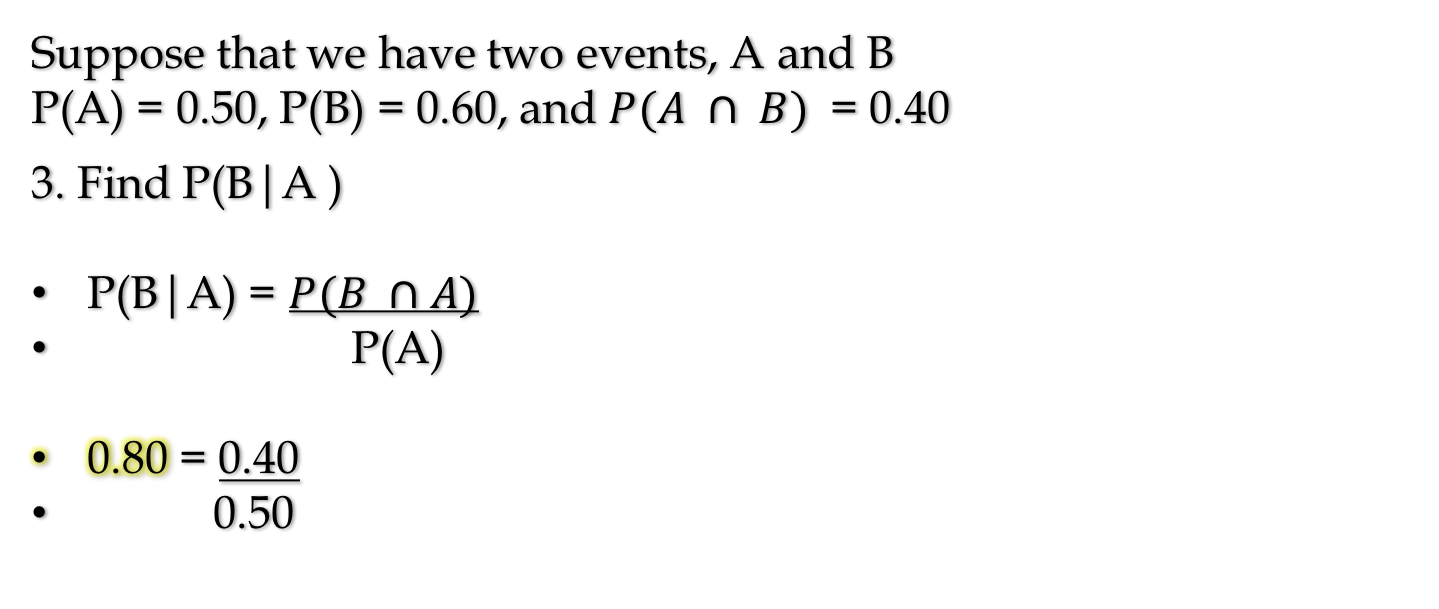 Suppose that we have two events, A and B
P(A) = 0.50, P(B) = 0.60, and P(A ∩ B) = 0.40
3. Find P(B|A )
• P(B|A) = P(B ∩ A)
• P(A)
• 0.80 = 0.40
• 0.50